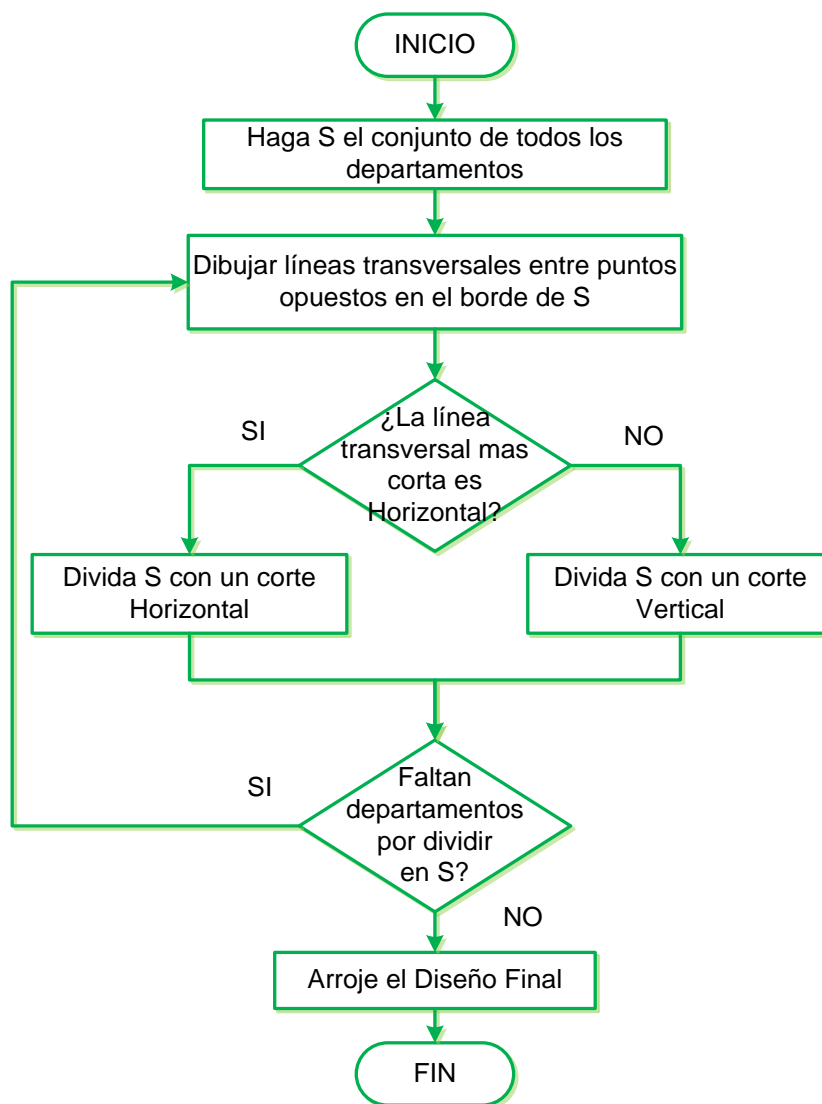 INICIO
Haga S el conjunto de todos los
departamentos
Dibujar líneas transversales entre puntos
opuestos en el borde de S
¿La línea
transversal mas
corta es
Horizontal?
SI
NO
Divida S con un corte
Horizontal
Divida S con un corte
Vertical
Faltan
departamentos
por dividir
en S?
SI
NO
Arroje el Diseño Final
FIN